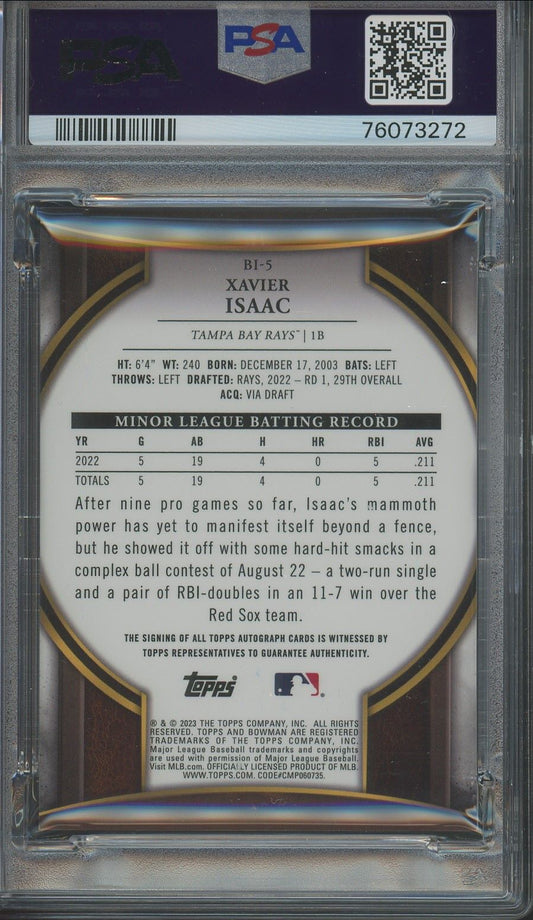 PSA
PSA
76073272
BI-5
XAVIER
ISAAC
TAMPA BAY RAYS™ | 1B
HT: 6'4" WT: 240 BORN: DECEMBER 17, 2003 BATS: LEFT
THROWS: LEFT DRAFTED: RAYS, 2022 – RD 1, 29TH OVERALL
ACQ: VIA DRAFT
MINOR LEAGUE BATTING RECORD
YR G AB H HR RBI AVG
2022 5 19 4 0 5 .211
TOTALS 5 19 4 0 5 .211
After nine pro games so far, Isaac's mammoth
power has yet to manifest itself beyond a fence,
but he showed it off with some hard-hit smacks in a
complex ball contest of August 22 – a two-run single
and a pair of RBI-doubles in an 11-7 win over the
Red Sox team.
THE SIGNING OF ALL TOPPS AUTOGRAPH CARDS IS WITNESSED BY
TOPPS REPRESENTATIVES TO GUARANTEE AUTHENTICITY.
topps
® & © 2023 THE TOPPS COMPANY, INC. ALL RIGHTS
RESERVED. TOPPS AND BOWMAN ARE REGISTERED
TRADEMARKS OF THE TOPPS COMPANY, INC.
Major League Baseball trademarks and copyrights
are used with permission of Major League Baseball.
Visit MLB.com. OFFICIALLY LICENSED PRODUCT OF MLB.
WWW.TOPPS.COM. CODE#CMP060735.